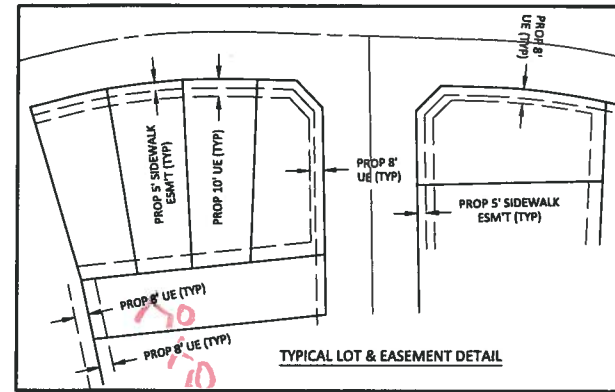 PROP 8'
UE (TYP)
PROP 5' SIDEWALK
ESM'T (TYP)
PROP 10' UE (TYP)
PROP 8'
UE (TYP)
PROP 5' SIDEWALK
ESM'T (TYP)
PROP 8' UE (TYP)
10
PROP 8' UE (TYP)
10
TYPICAL LOT & EASEMENT DETAIL